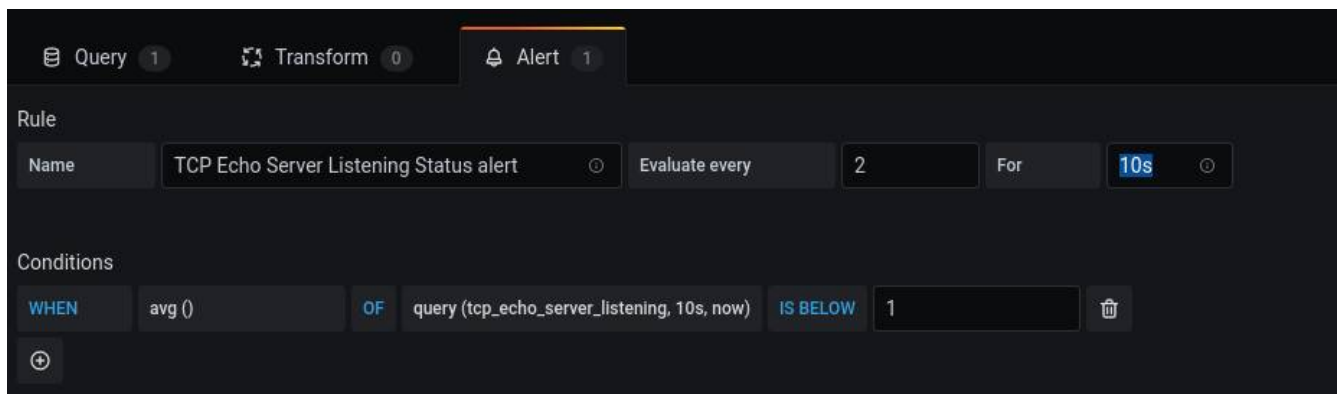 Query 1 Transform 0 Alert 1
Rule
Name TCP Echo Server Listening Status alert Evaluate every 2 For 10s
Conditions
WHEN avg () OF query (tcp_echo_server_listening, 10s, now) IS BELOW 1